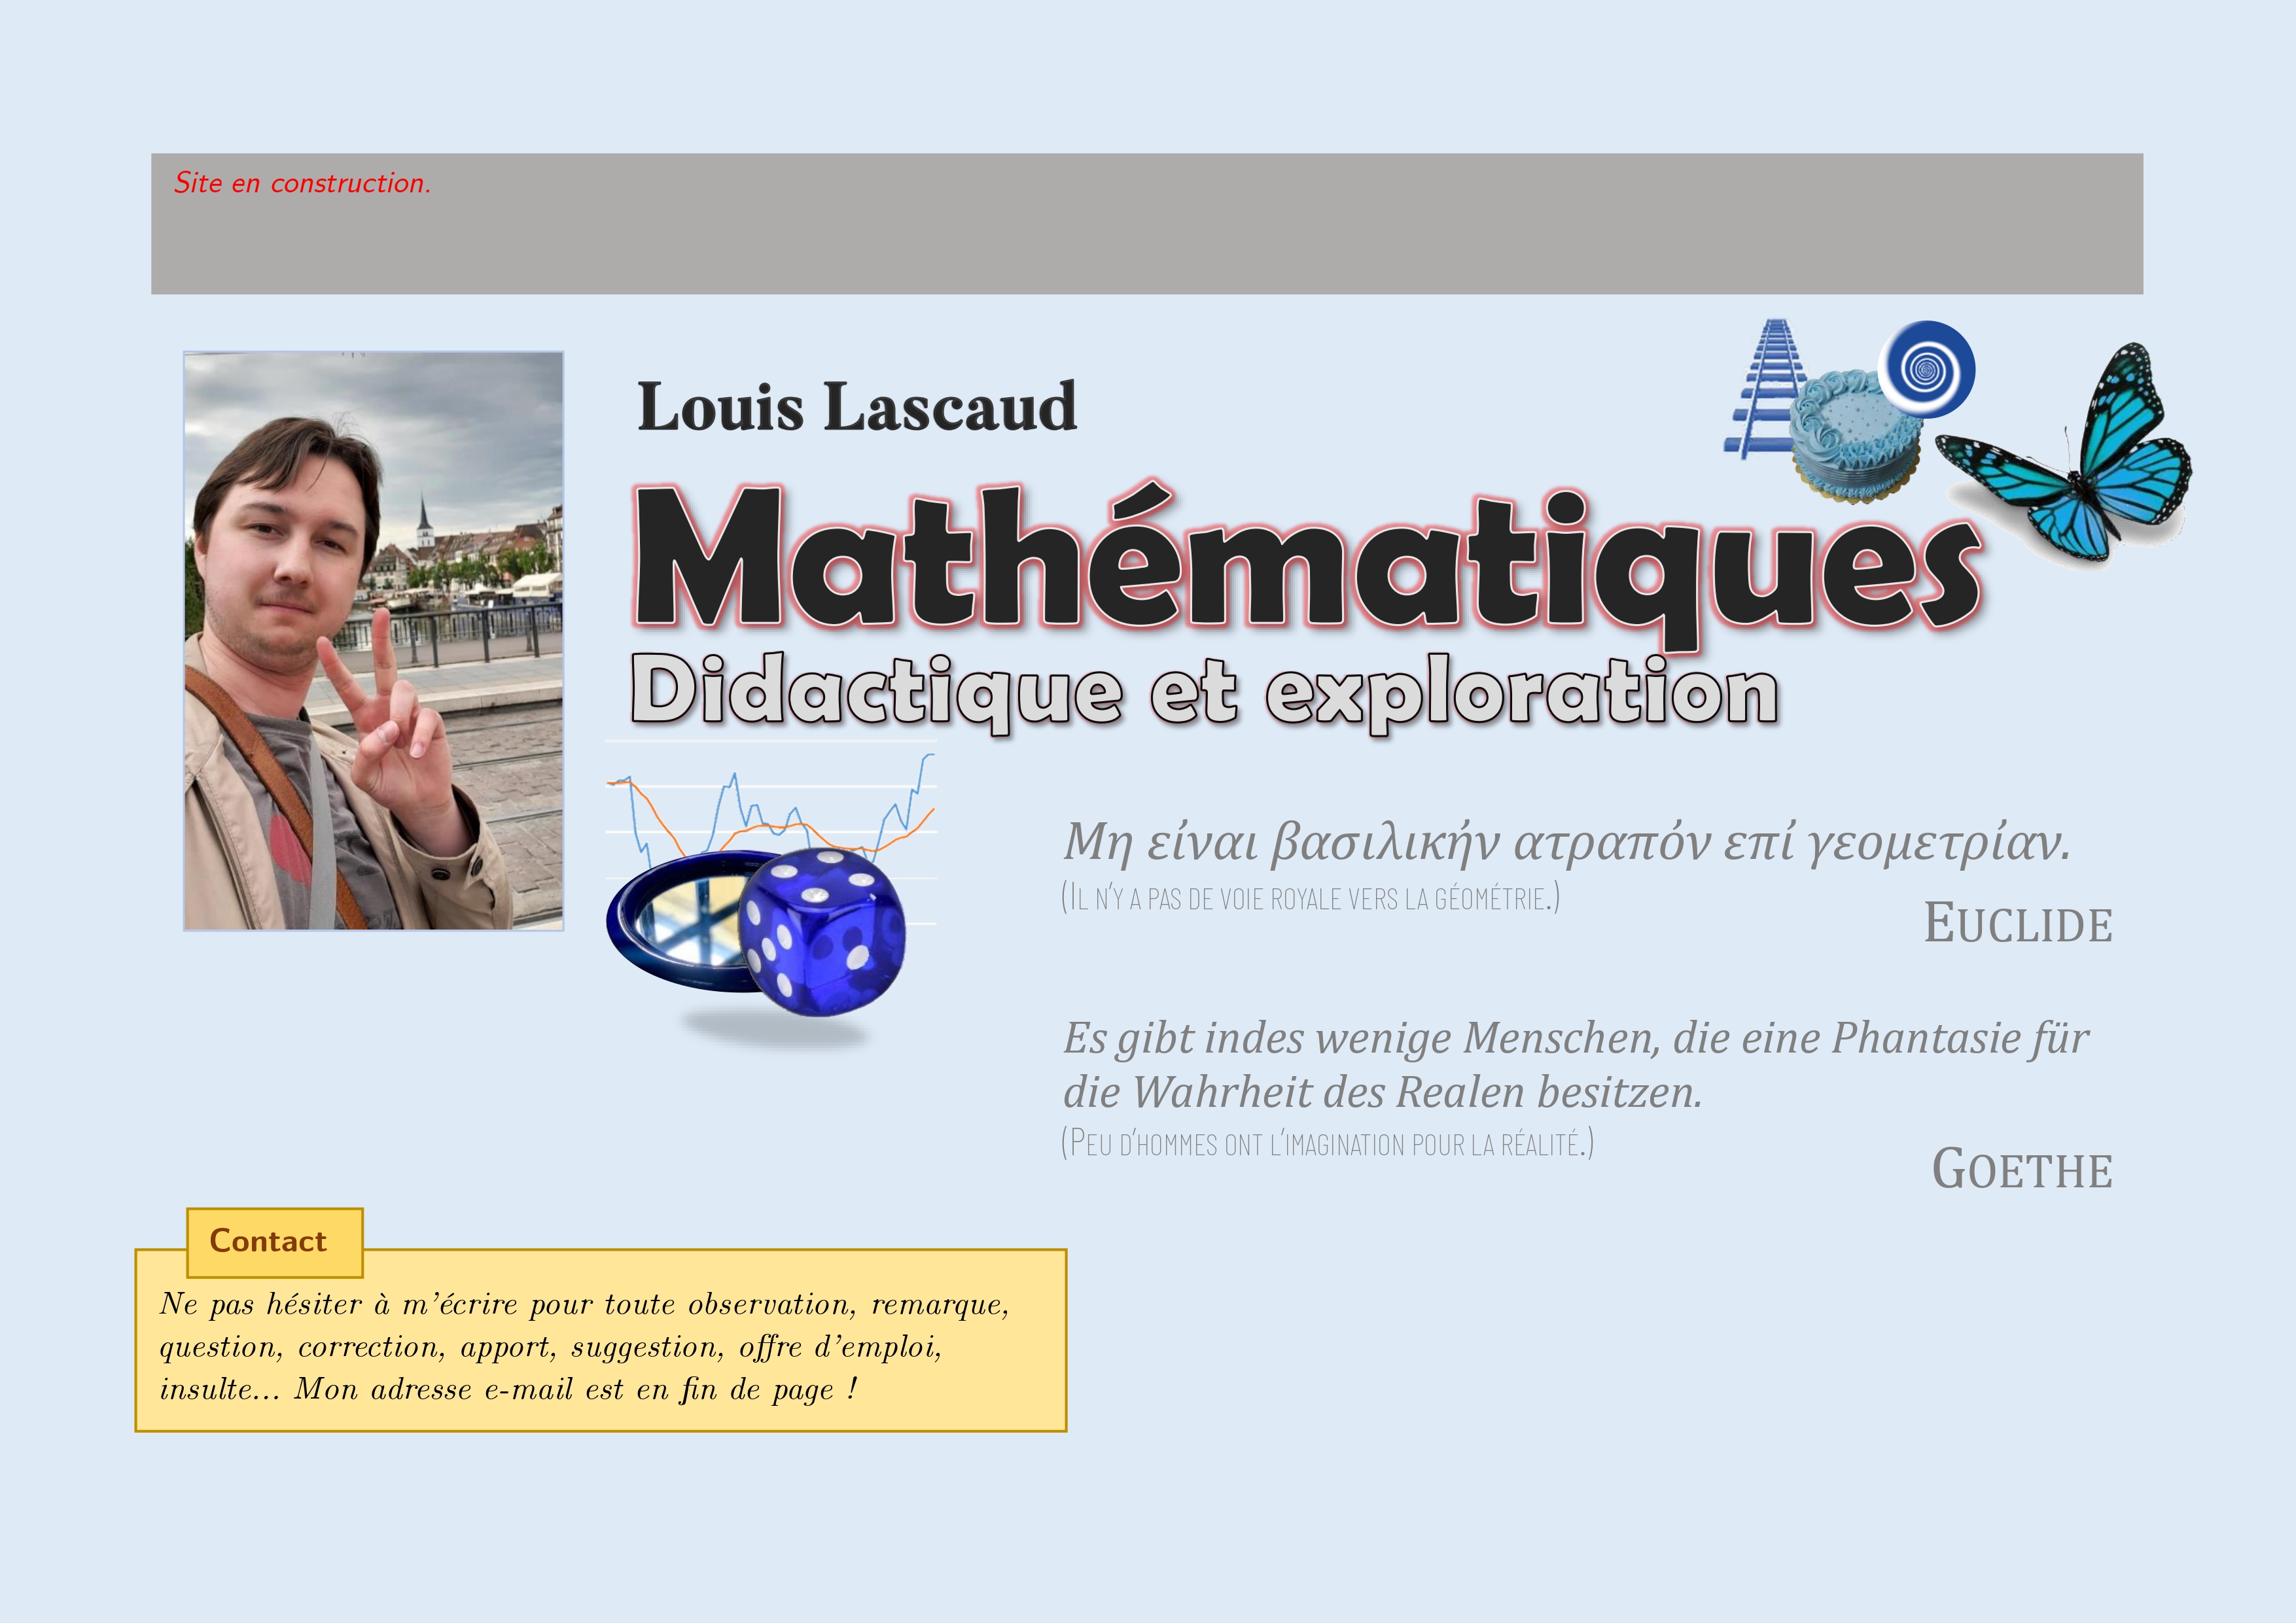 Site en construction.
Louis Lascaud
Mathématiques
Didactique et exploration
Μη είναι βασιλικήν ατραπόν επί γεομετρίαν.
(Il n'y a pas de voie royale vers la géométrie.)
Euclide
Es gibt indes wenige Menschen, die eine Phantasie für
die Wahrheit des Realen besitzen.
(Peu d'hommes ont l'imagination pour la réalité.)
Goethe
Contact
Ne pas hésiter à m'écrire pour toute observation, remarque,
question, correction, apport, suggestion, offre d'emploi,
insulte... Mon adresse e-mail est en fin de page !